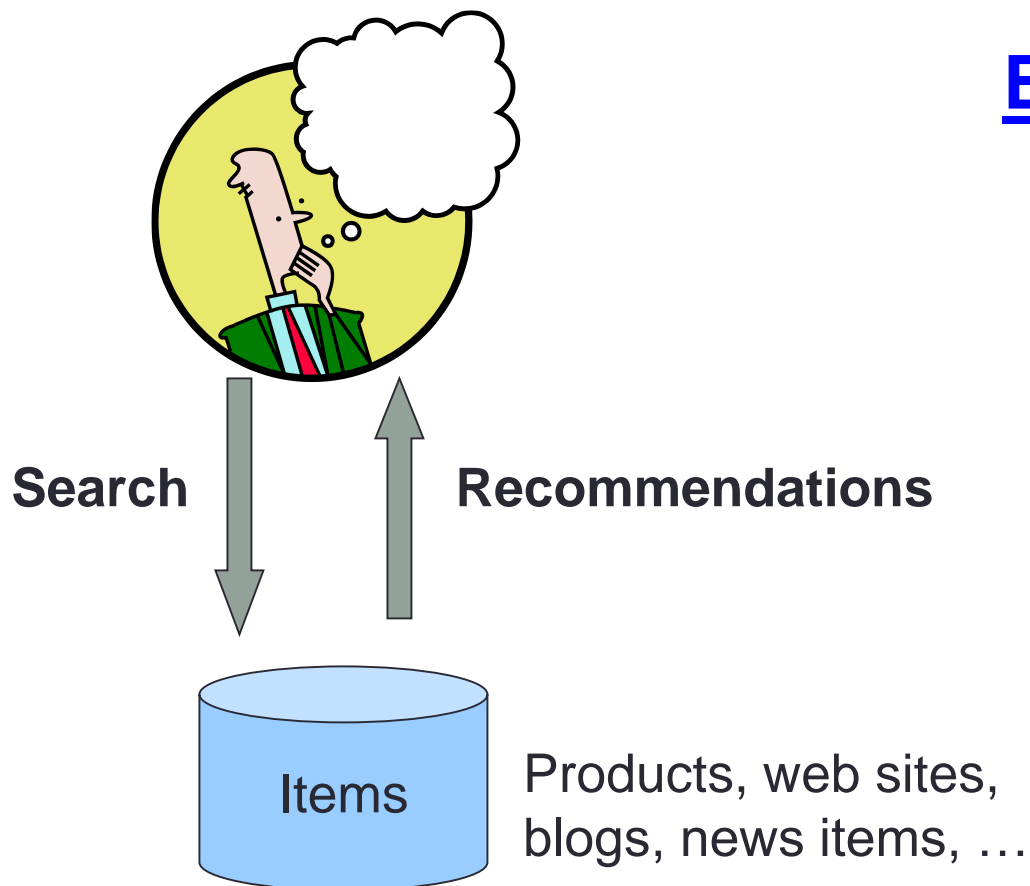 Search
Recommendations
Items
Products, web sites,
blogs, news items, …